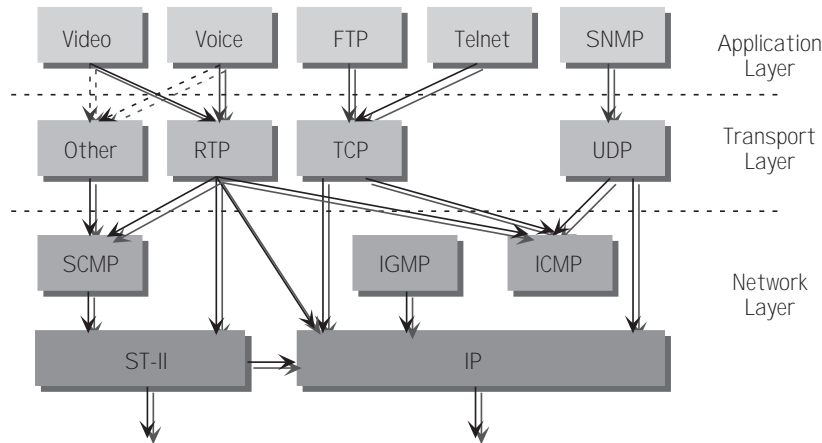 Video
Voice
FTP
Telnet
SNMP
Application
Layer
Other
RTP
TCP
UDP
Transport
Layer
SCMP
IGMP
ICMP
Network
Layer
ST-II
IP